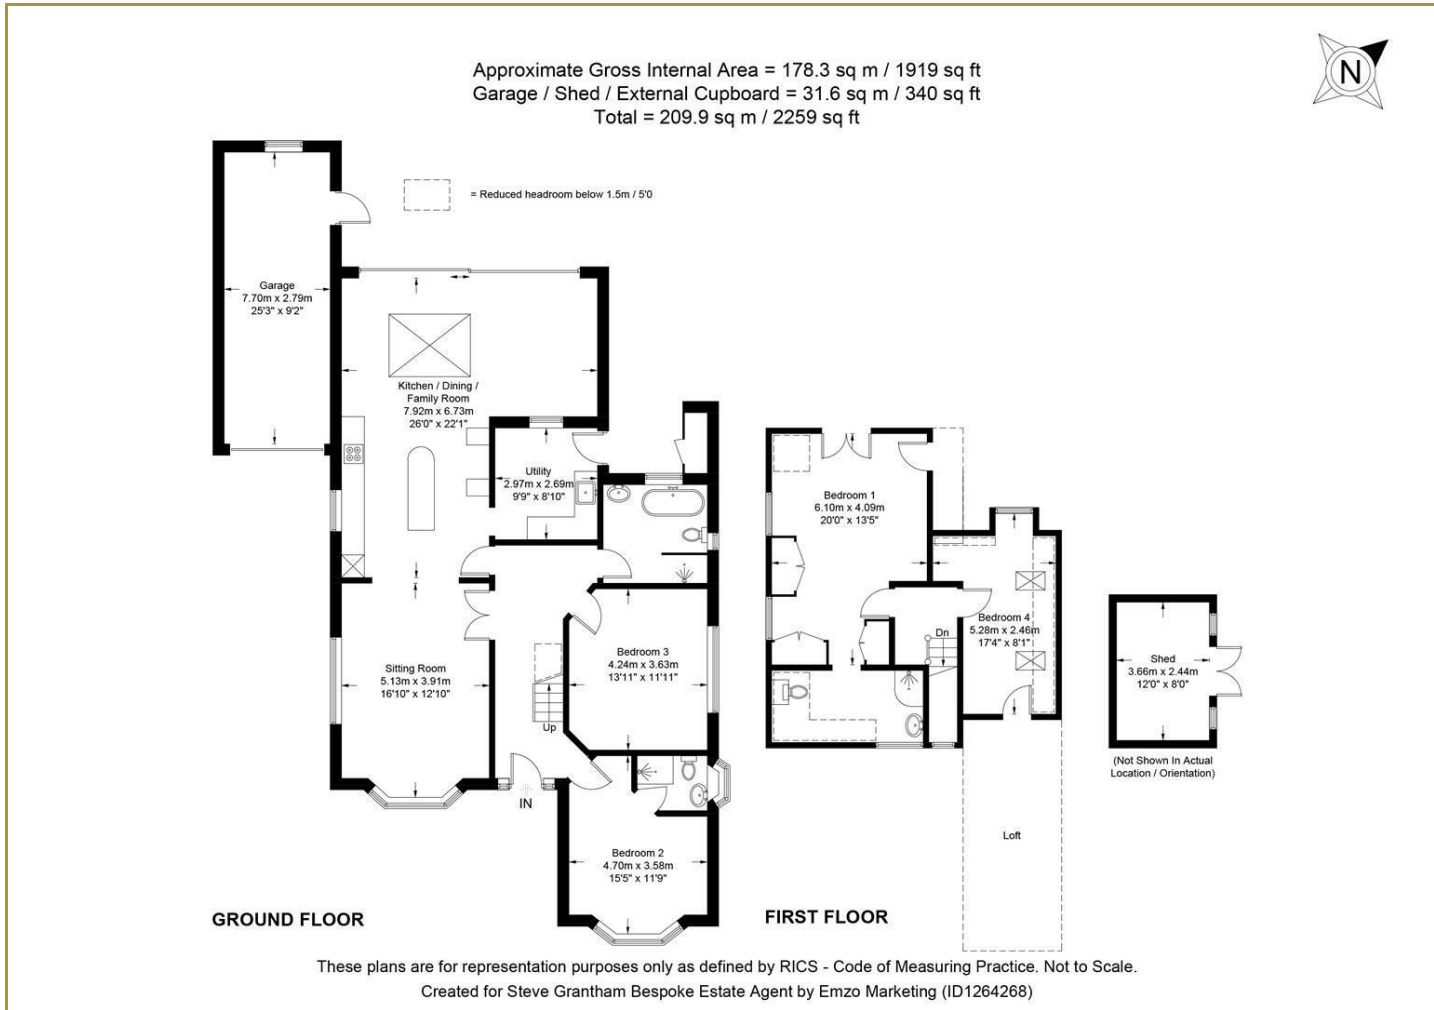 Approximate Gross Internal Area = 178.3 sq m / 1919 sq ft
Garage / Shed / External Cupboard = 31.6 sq m / 340 sq ft
Total = 209.9 sq m / 2259 sq ft
N
= Reduced headroom below 1.5m / 5'0
Garage
7.70m x 2.79m
25'3" x 9'2"
Kitchen / Dining /
Family Room
7.92m x 6.73m
26'0" x 22'1"
Utility
2.97m x 2.69m
9'9" x 8'10"
Sitting Room
5.13m x 3.91m
16'10" x 12'10"
Bedroom 3
4.24m x 3.63m
13'11" x 11'11"
Up
IN
Bedroom 2
4.70m x 3.58m
15'5" x 11'9"
GROUND FLOOR
Bedroom 1
6.10m x 4.09m
20'0" x 13'5"
Dn
Bedroom 4
5.28m x 2.46m
17'4" x 8'1"
Loft
FIRST FLOOR
Shed
3.66m x 2.44m
12'0" x 8'0"
(Not Shown In Actual
Location / Orientation)
These plans are for representation purposes only as defined by RICS - Code of Measuring Practice. Not to Scale.
Created for Steve Grantham Bespoke Estate Agent by Emzo Marketing (ID1264268)